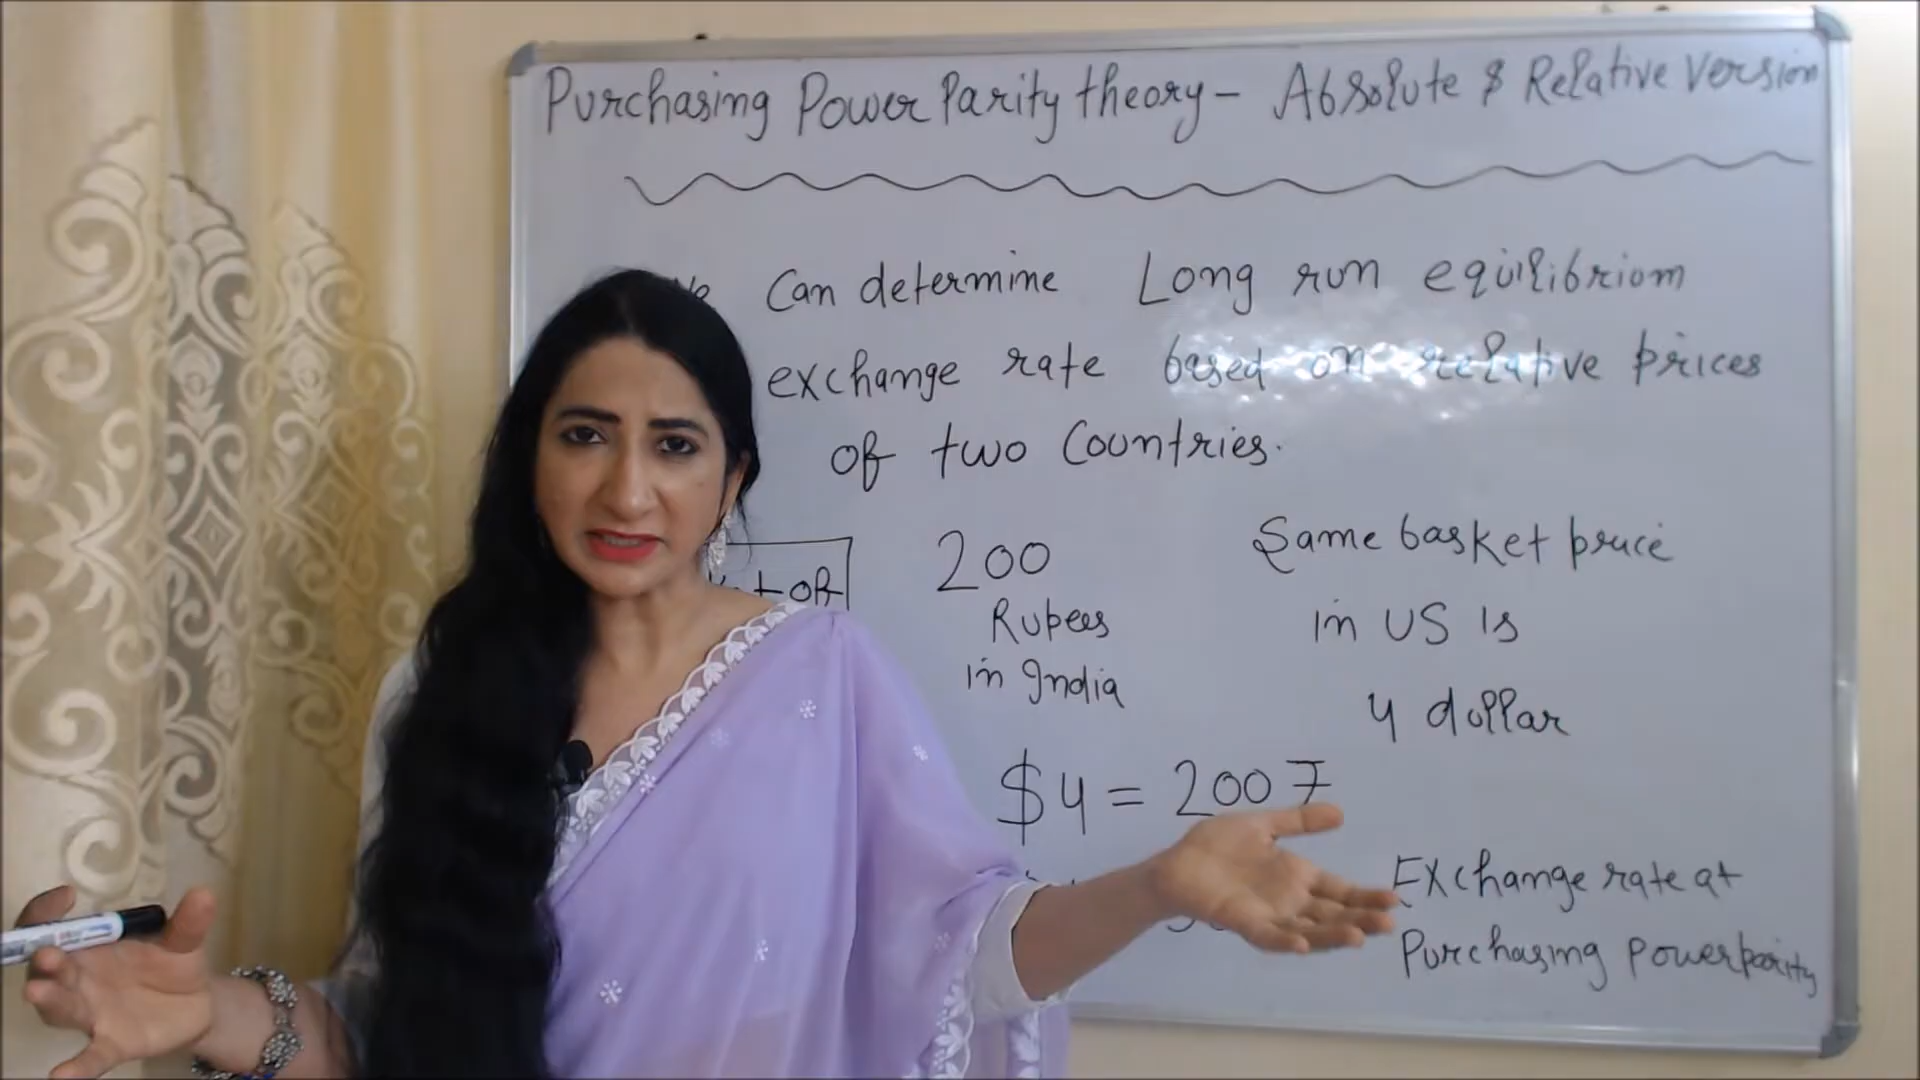 Purchasing Power Parity theory - Absolute & Relative Version
Can determine Long run equilibrium
exchange rate based on relative prices
of two Countries.
200
Rupees
in India
Same basket price
in US is
4 dollar
$4 = 200 ₹
Exchange rate at
Purchasing power parity